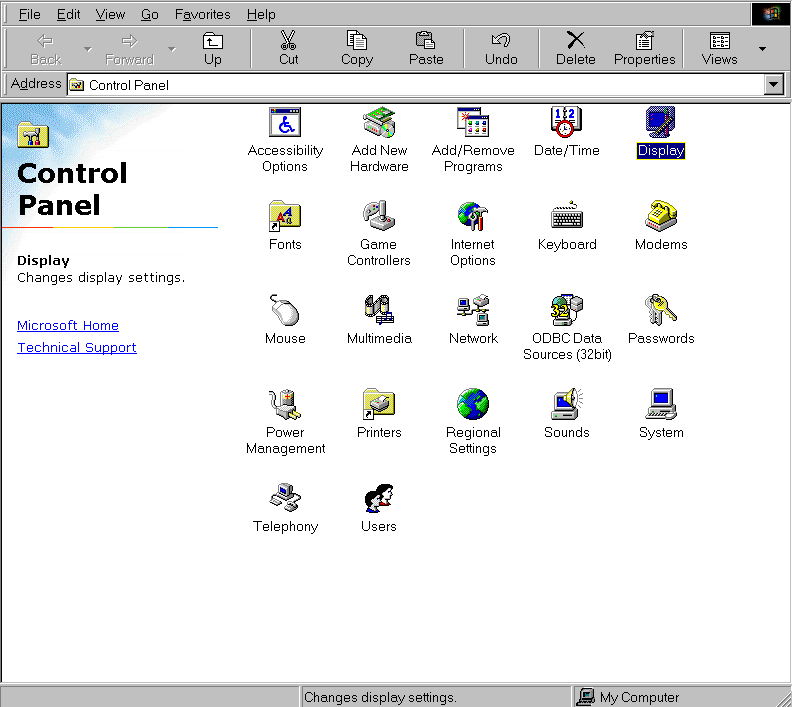 File Edit View Go Favorites Help
Back Forward Up Cut Copy Paste Undo Delete Properties Views
Address Control Panel
Control
Panel
Display
Changes display settings.
Microsoft Home
Technical Support
Accessibility
Options
Add New
Hardware
Add/Remove
Programs
Date/Time
Display
Fonts
Game
Controllers
Internet
Options
Keyboard
Modems
Mouse
Multimedia
Network
ODBC Data
Sources (32bit)
Passwords
Power
Management
Printers
Regional
Settings
Sounds
System
Telephony
Users
Changes display settings.
My Computer